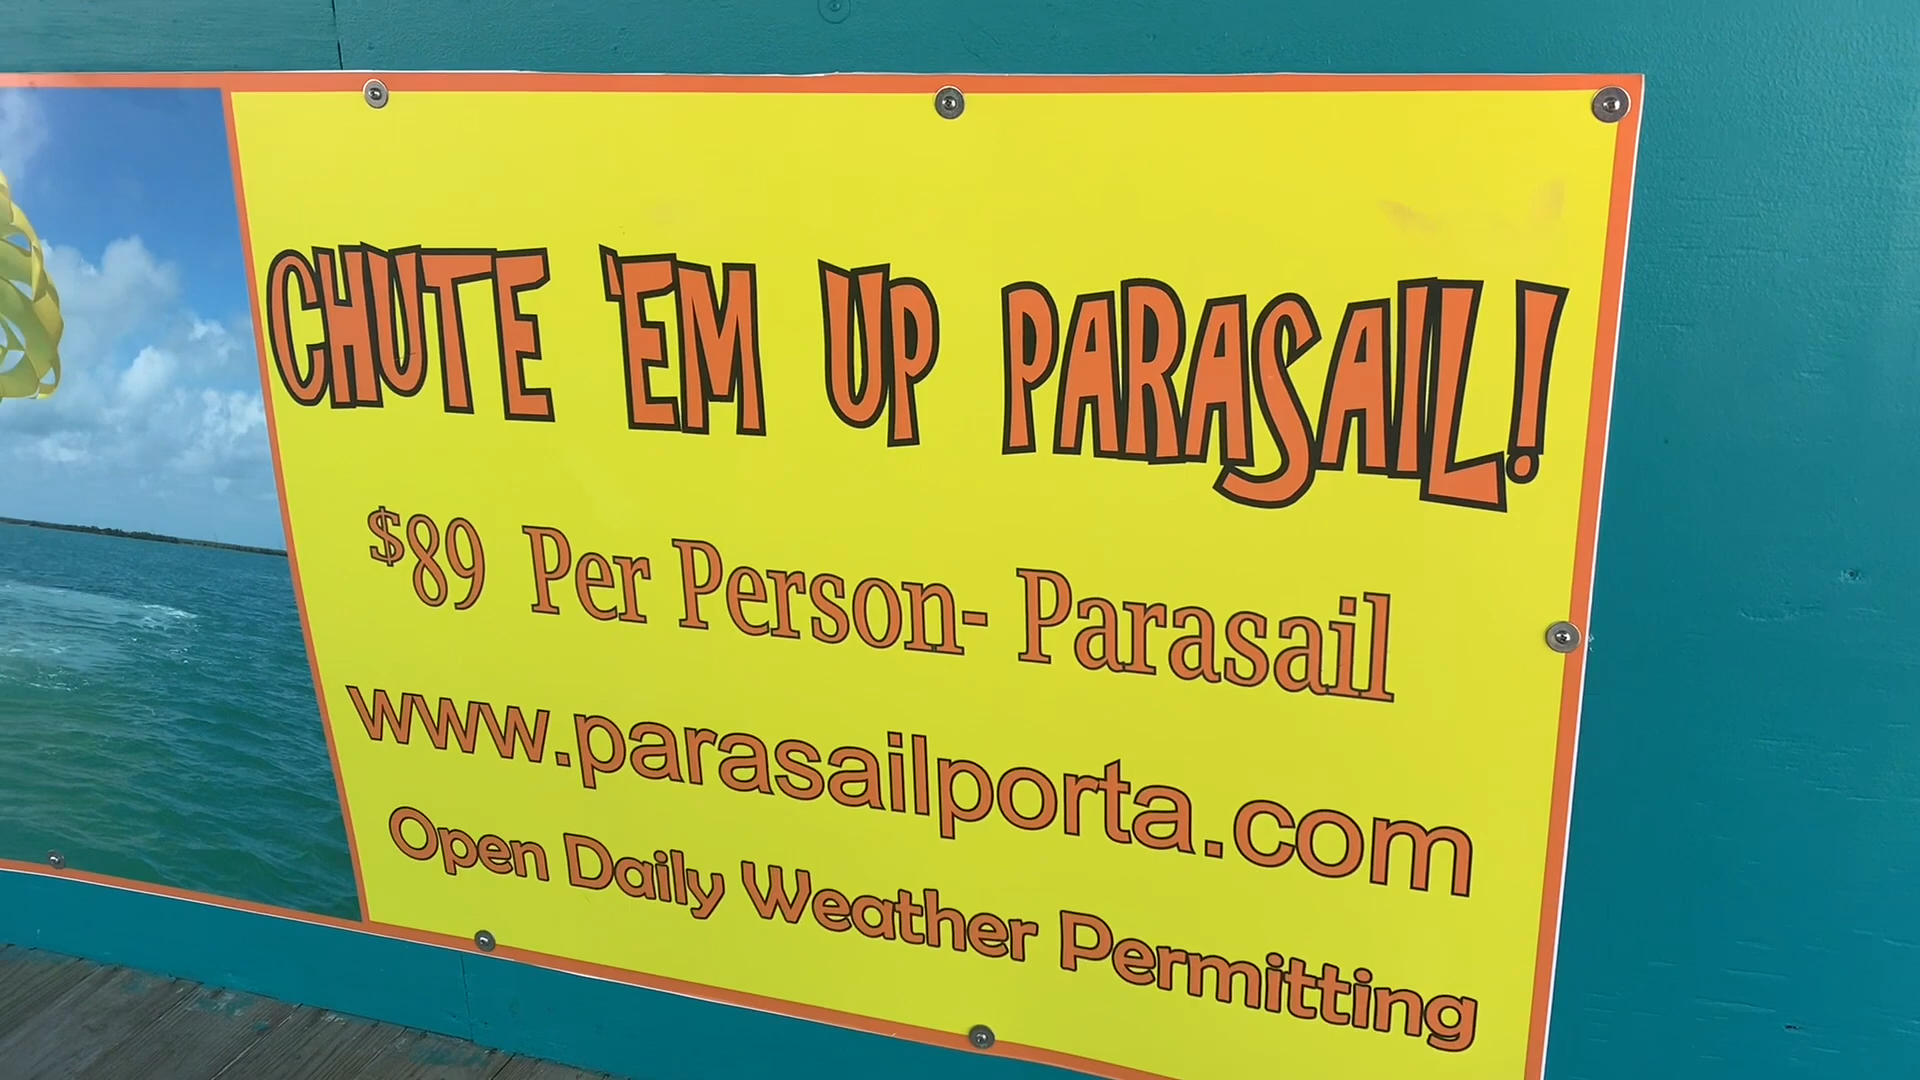 CHUTE 'EM UP PARASAIL!
$89 Per Person- Parasail
www.parasailporta.com
Open Daily Weather Permitting